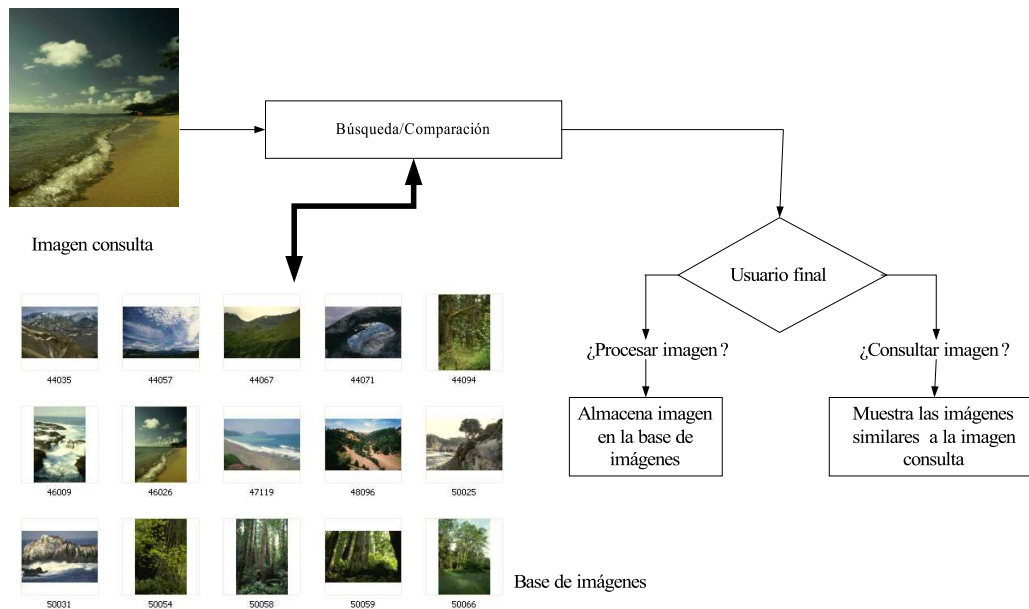 Búsqueda/Comparación
Imagen consulta
Usuario final
¿Procesar imagen?
¿Consultar imagen?
Almacena imagen
en la base de
imágenes
Muestra las imágenes
similares a la imagen
consulta
44035
44057
44067
44071
44094
46009
46026
47119
48096
50025
50031
50054
50058
50059
50066
Base de imágenes